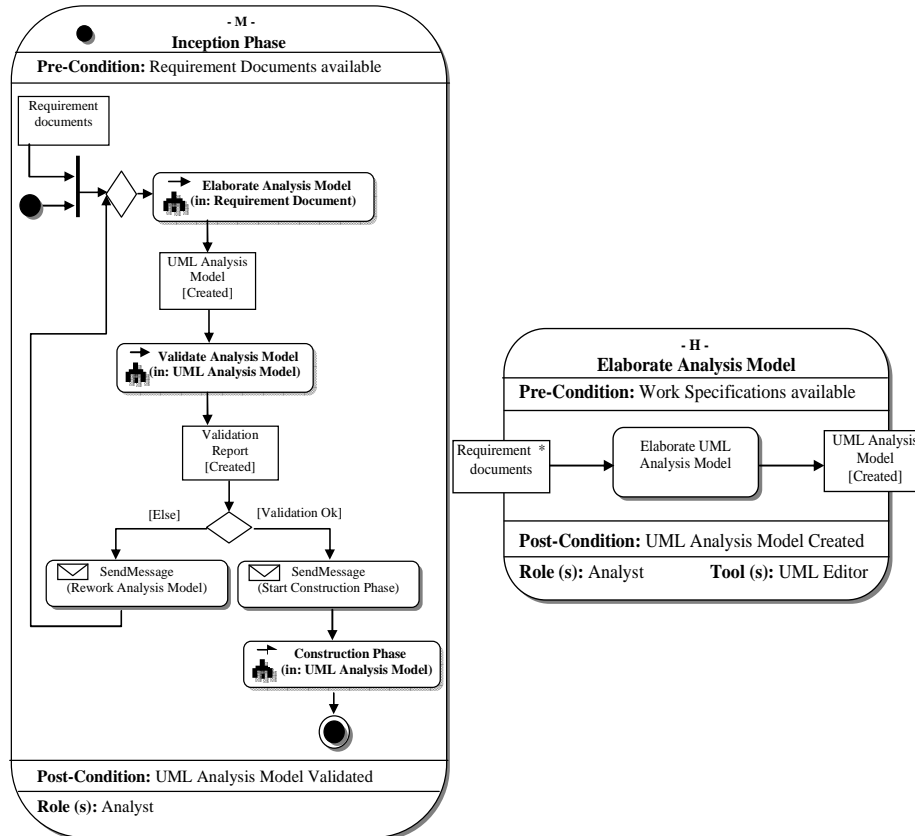 - M -
Inception Phase
Pre-Condition: Requirement Documents available
Requirement
documents
Elaborate Analysis Model
(in: Requirement Document)
UML Analysis
Model
[Created]
Validate Analysis Model
(in: UML Analysis Model)
Validation
Report
[Created]
[Else]
[Validation Ok]
SendMessage
(Rework Analysis Model)
SendMessage
(Start Construction Phase)
Construction Phase
(in: UML Analysis Model)
Post-Condition: UML Analysis Model Validated
Role (s): Analyst
- H -
Elaborate Analysis Model
Pre-Condition: Work Specifications available
Requirement *
documents
Elaborate UML
Analysis Model
UML Analysis
Model
[Created]
Post-Condition: UML Analysis Model Created
Role (s): Analyst Tool (s): UML Editor